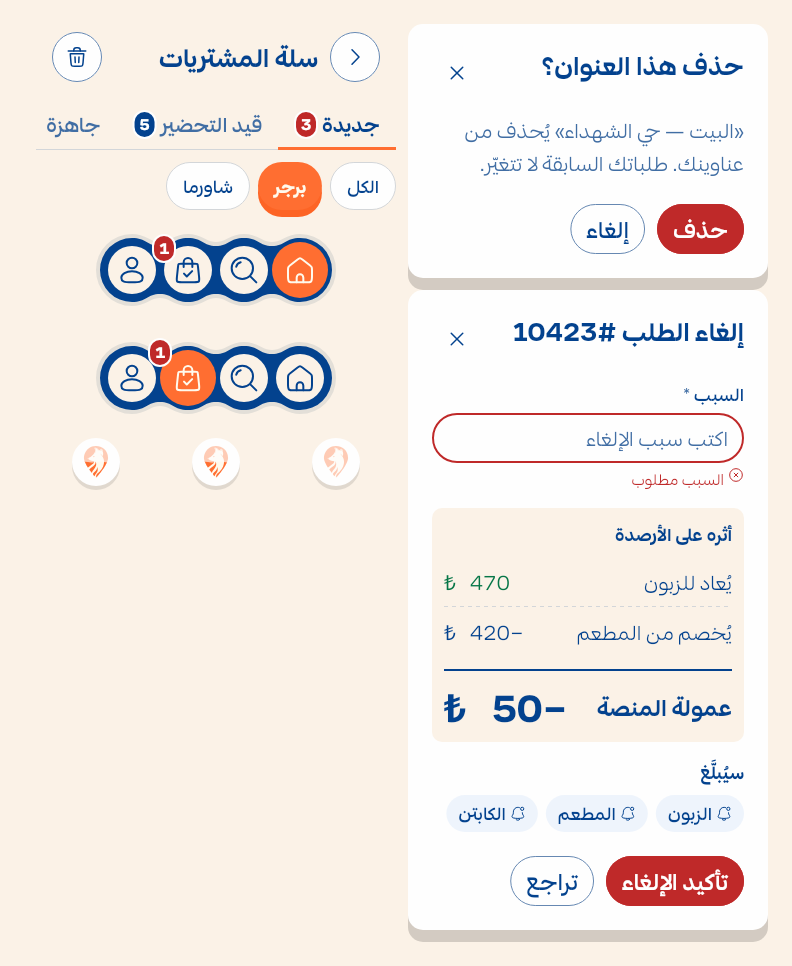 حذف هذا العنوان؟
«البيت — حي الشهداء» يُحذف من
عناوينك. طلباتك السابقة لا تتغيّر.
حذف
إلغاء
إلغاء الطلب #10423
السبب *
اكتب سبب الإلغاء
السبب مطلوب
أثره على الأرصدة
يُعاد للزبون 470 ₺
يُخصم من المطعم −420 ₺
عمولة المنصة −50 ₺
سيُبلَّغ
الزبون
المطعم
الكابتن
تأكيد الإلغاء
تراجع
سلة المشتريات
جديدة 3
قيد التحضير 5
جاهزة
الكل
برجر
شاورما
1
1